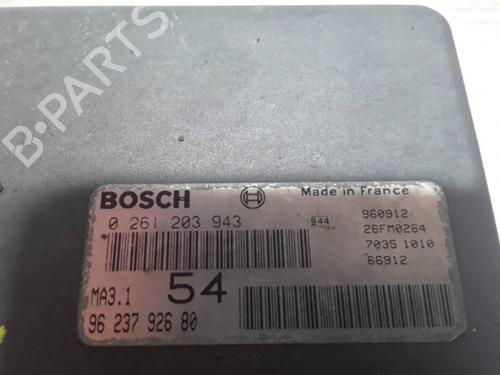 B-PARTS
BOSCH
Made in France
0 261 203 943
944
960912
26FM0264
7035 1010
66912
MA3.1
54
96 237 926 80